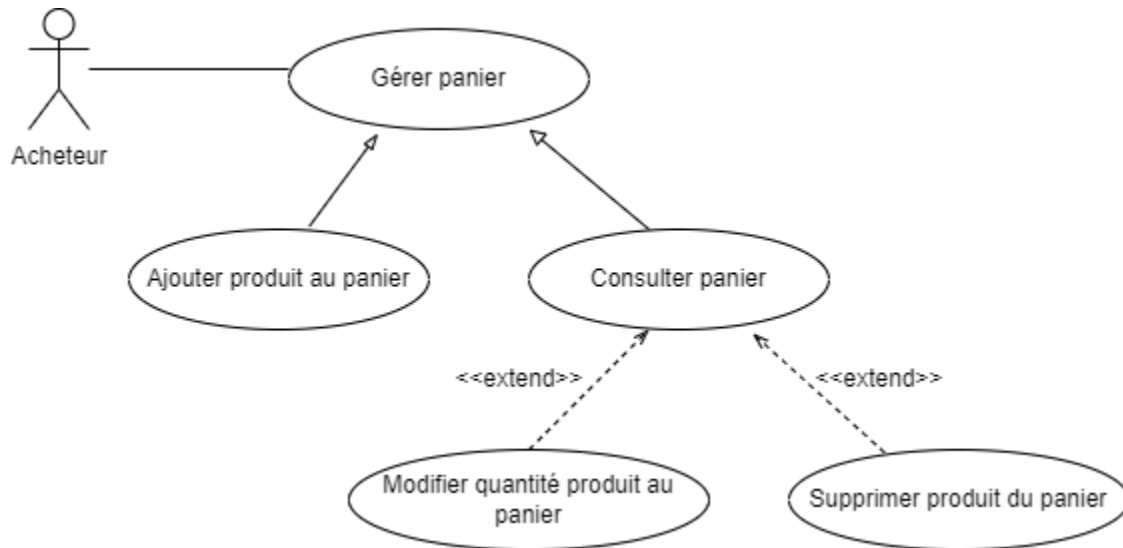 Gérer panier
Acheteur
Ajouter produit au panier
Consulter panier
<<extend>>
<<extend>>
Modifier quantité produit au
panier
Supprimer produit du panier